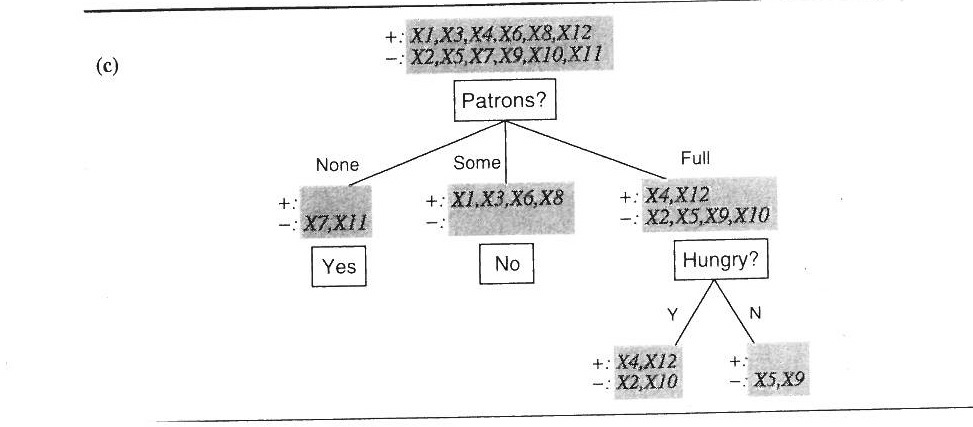 (c)
+: X1,X3,X4,X6,X8,X12
−: X2,X5,X7,X9,X10,X11
Patrons?
None
Some
Full
+:
−: X7,X11
+: X1,X3,X6,X8
−:
+: X4,X12
−: X2,X5,X9,X10
Yes
No
Hungry?
Y
N
+: X4,X12
−: X2,X10
+:
−: X5,X9